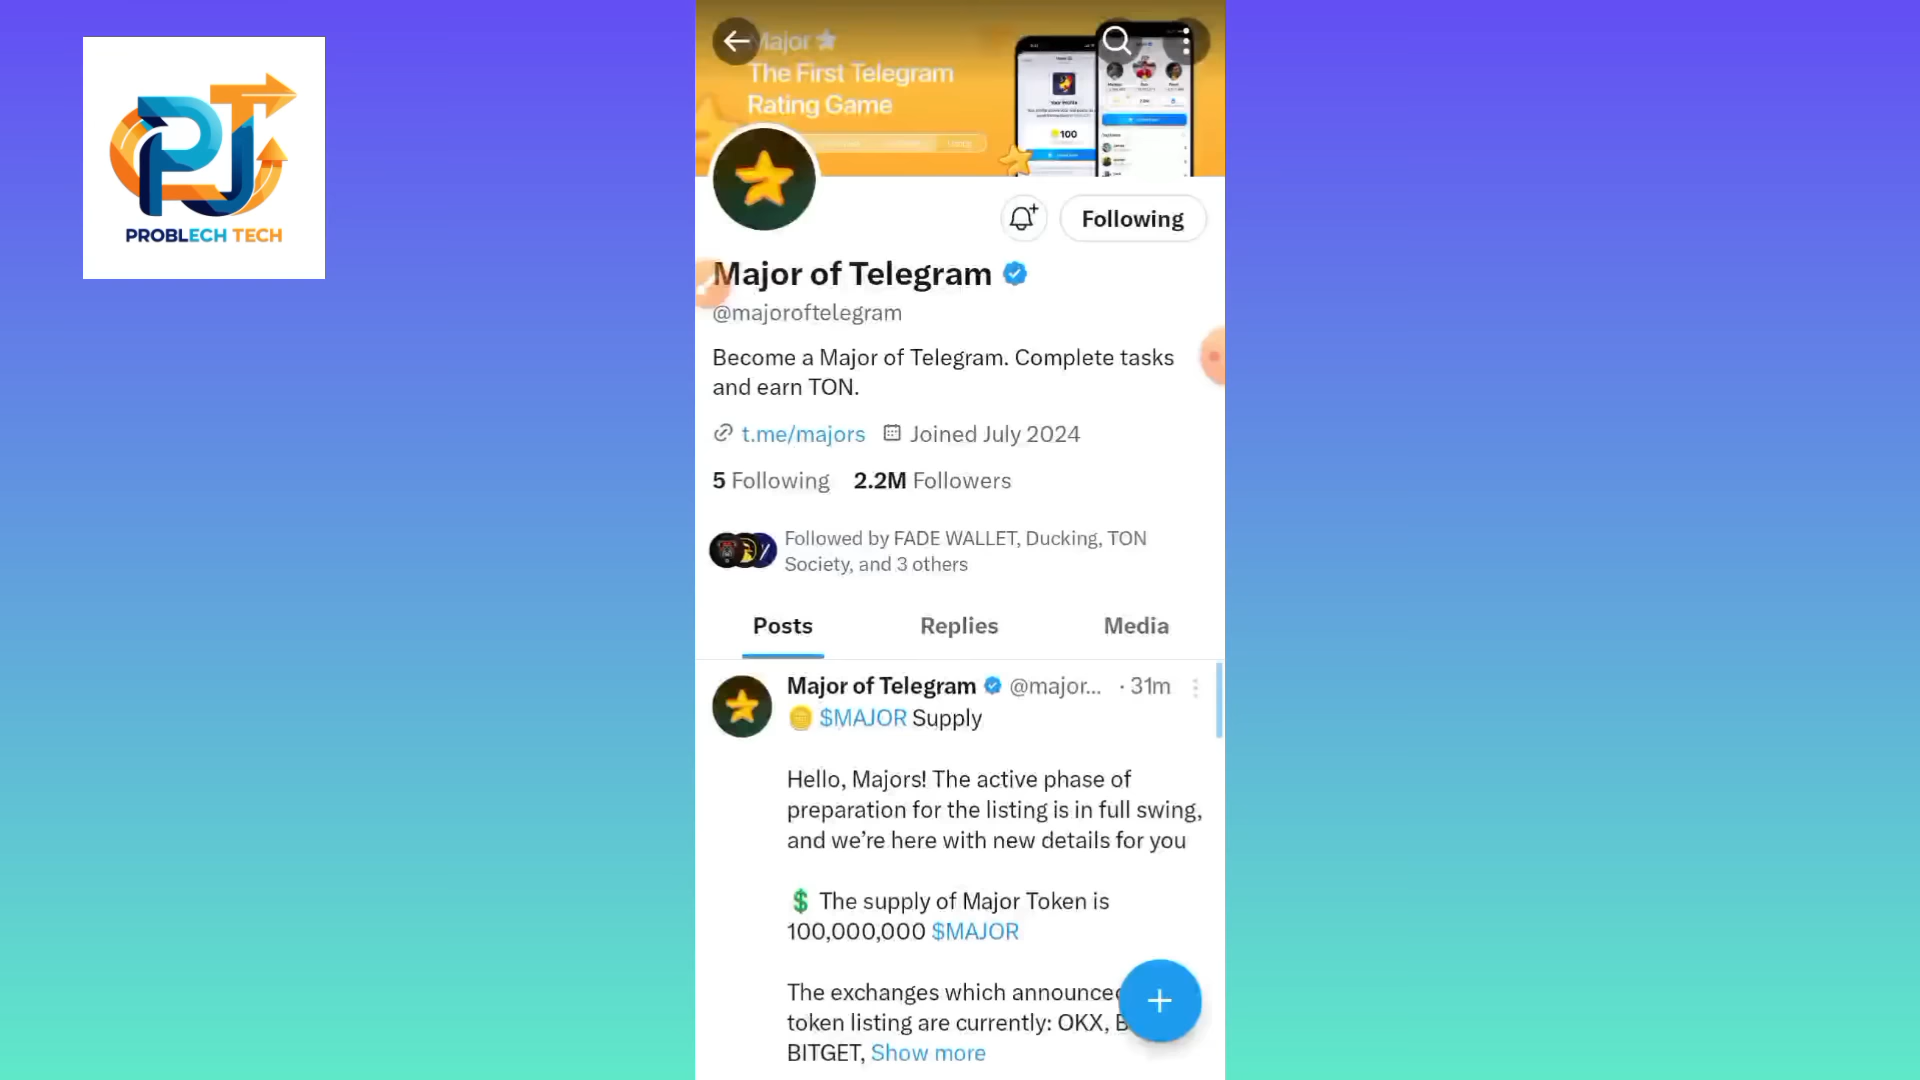 PROBLECH TECH
Major
The First Telegram
Rating Game
100
Following
Major of Telegram
@majoroftelegram
Become a Major of Telegram. Complete tasks
and earn TON.
t.me/majors Joined July 2024
5 Following 2.2M Followers
Followed by FADE WALLET, Ducking, TON
Society, and 3 others
Posts Replies Media
Major of Telegram @major... · 31m
$MAJOR Supply
Hello, Majors! The active phase of
preparation for the listing is in full swing,
and we’re here with new details for you
💲 The supply of Major Token is
100,000,000 $MAJOR
The exchanges which announced
token listing are currently: OKX,
BITGET, Show more